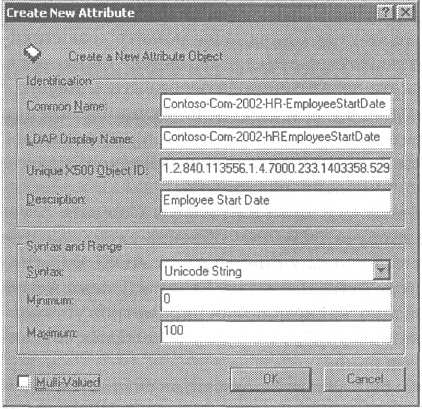 Create New Attribute
Create a New Attribute Object
Identification
Common Name: Contoso-Com-2002-HR-EmployeeStartDate
LDAP Display Name: Contoso-Com-2002-hREmployeeStartDate
Unique X500 Object ID: 1.2.840.113556.1.4.7000.233.1403358.529
Description: Employee Start Date
Syntax and Range
Syntax: Unicode String
Minimum: 0
Maximum: 100
Multi-Valued
OK Cancel